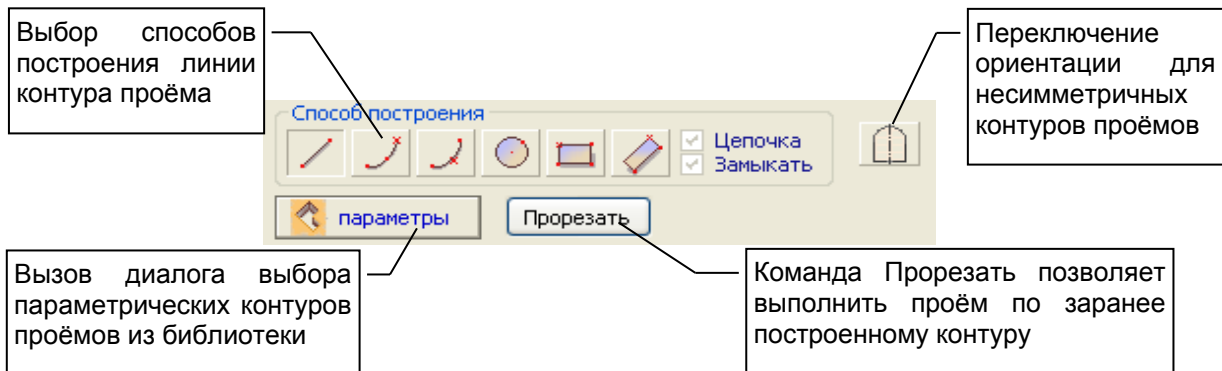 Выбор способов
построения линии
контура проёма
Переключение
ориентации для
несимметричных
контуров проёмов
Способ построения
Цепочка
Замыкать
параметры
Прорезать
Вызов диалога выбора
параметрических контуров
проёмов из библиотеки
Команда Прорезать позволяет
выполнить проём по заранее
построенному контуру